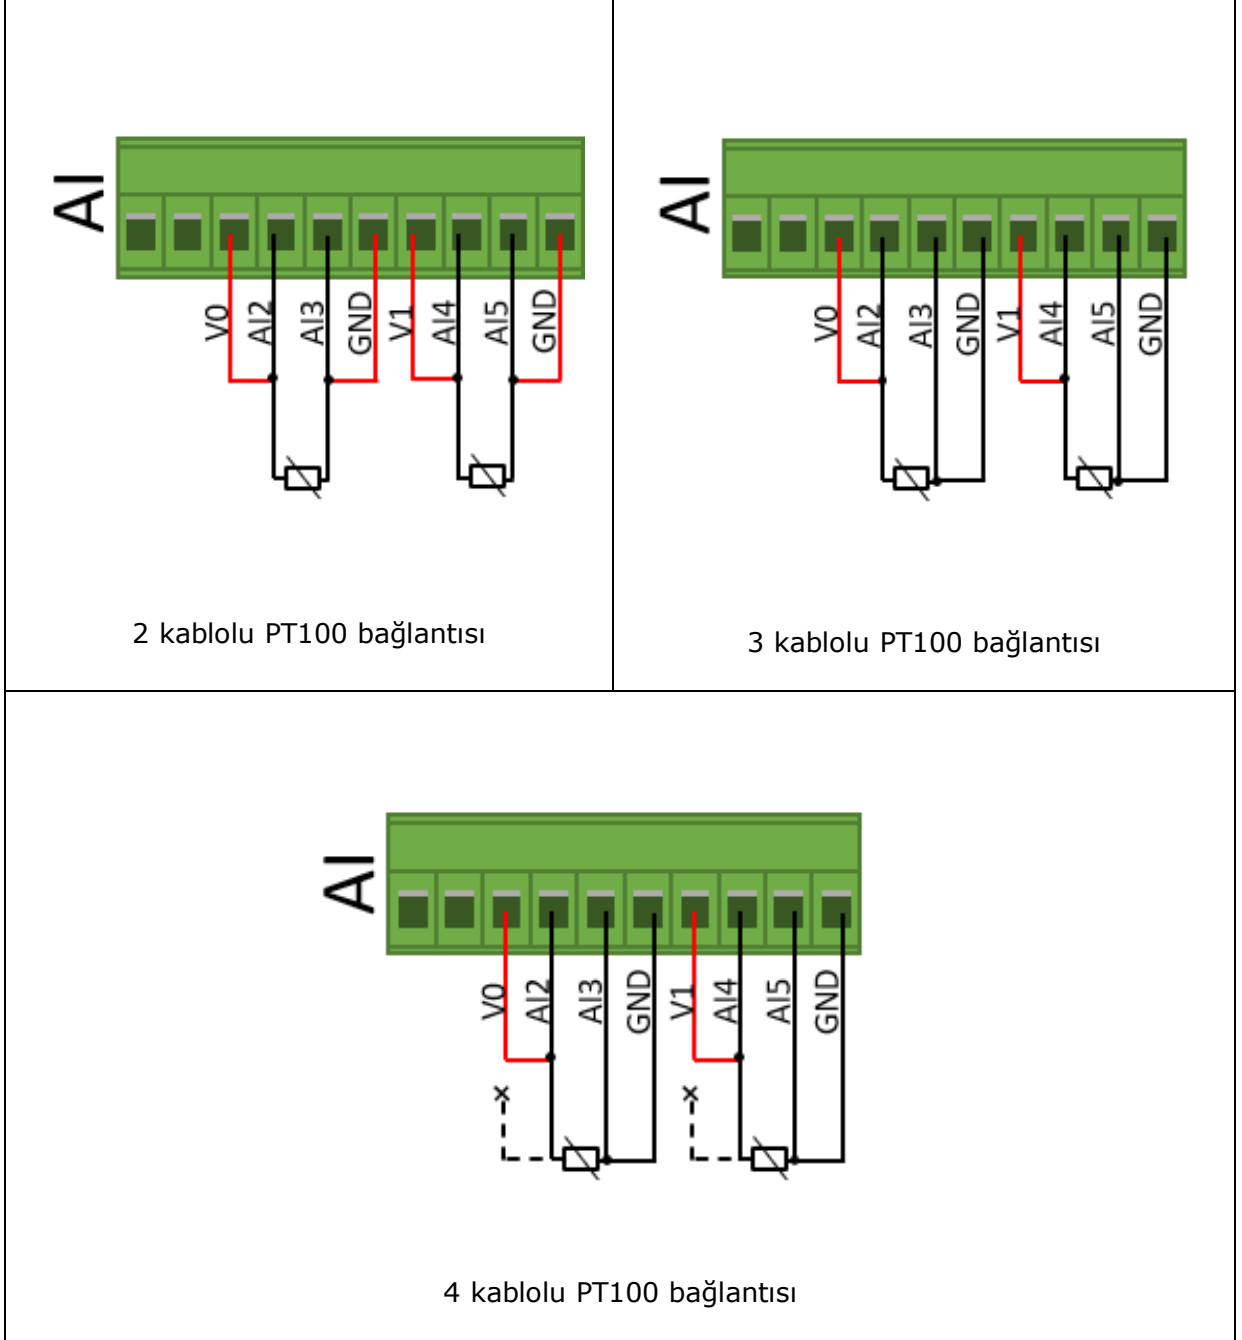 AI
V0 AI2 AI3 GND V1 AI4 AI5 GND
2 kablolu PT100 bağlantısı
AI
V0 AI2 AI3 GND V1 AI4 AI5 GND
3 kablolu PT100 bağlantısı
AI
V0 AI2 AI3 GND V1 AI4 AI5 GND
4 kablolu PT100 bağlantısı